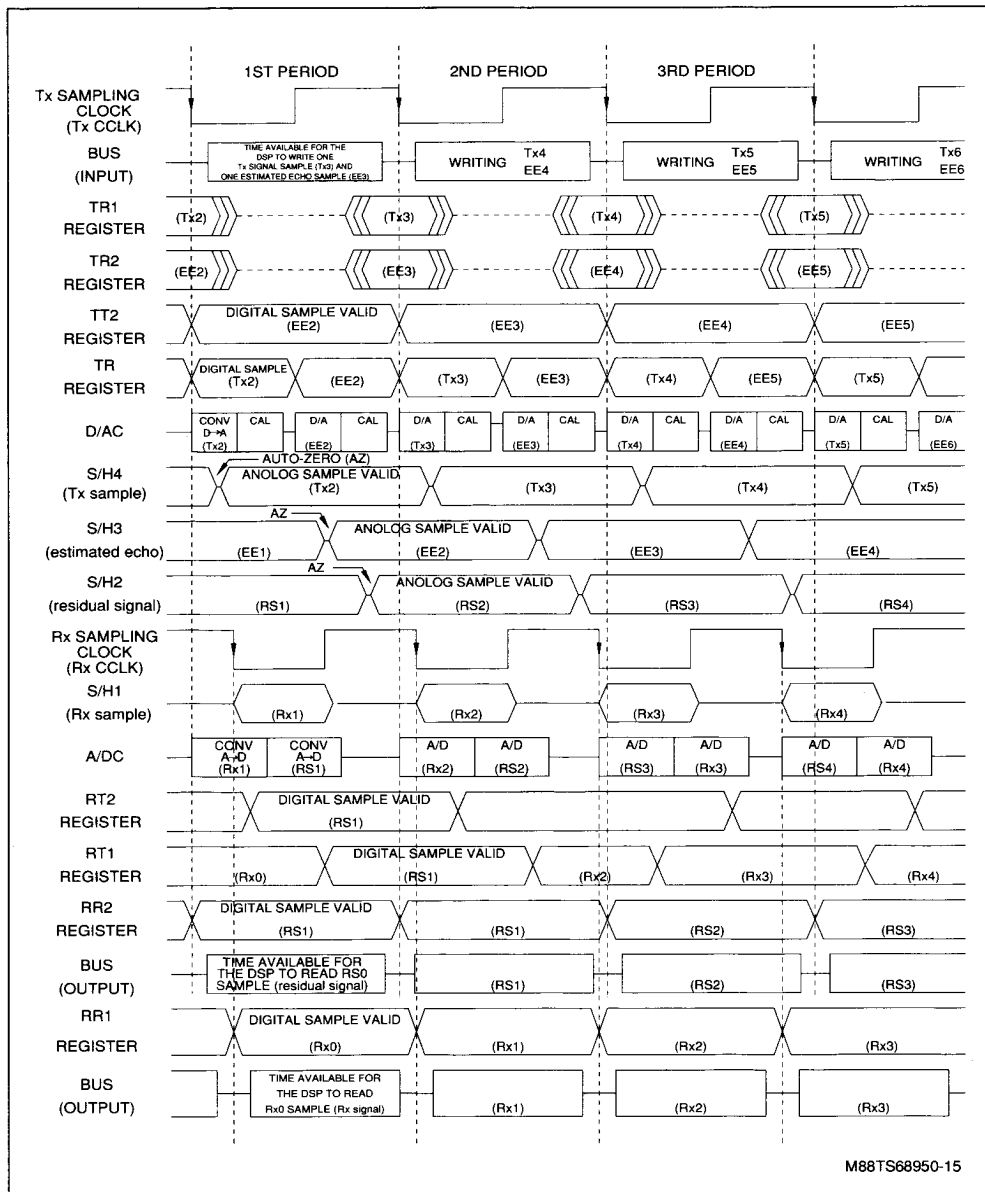 1ST PERIOD 2ND PERIOD 3RD PERIOD
Tx SAMPLING
CLOCK
(Tx CCLK)
BUS
(INPUT)
TIME AVAILABLE FOR THE
DSP TO WRITE ONE
Tx SIGNAL SAMPLE (Tx3) AND
ONE ESTIMATED ECHO SAMPLE (EE3)
WRITING Tx4 EE4
WRITING Tx5 EE5
WRITING Tx6 EE6
TR1
REGISTER
(Tx2) (Tx3) (Tx4) (Tx5)
TR2
REGISTER
(EE2) (EE3) (EE4) (EE5)
TT2
REGISTER
DIGITAL SAMPLE VALID
(EE2) (EE3) (EE4) (EE5)
TR
REGISTER
DIGITAL SAMPLE
(Tx2) (EE2) (Tx3) (EE3) (Tx4) (EE5) (Tx5)
D/AC
CONV CAL D/A CAL D/A CAL D/A CAL D/A CAL D/A CAL D/A CAL D/A
D→A
(Tx2) (EE2) (Tx3) (EE3) (Tx4) (EE4) (Tx5) (EE6)
AUTO-ZERO (AZ)
S/H4
(Tx sample)
ANOLOG SAMPLE VALID
(Tx2) (Tx3) (Tx4) (Tx5)
AZ
S/H3
(estimated echo)
ANOLOG SAMPLE VALID
(EE1) (EE2) (EE3) (EE4)
AZ
S/H2
(residual signal)
ANOLOG SAMPLE VALID
(RS1) (RS2) (RS3) (RS4)
Rx SAMPLING
CLOCK
(Rx CCLK)
S/H1
(Rx sample)
(Rx1) (Rx2) (Rx3) (Rx4)
A/DC
CONV CONV A/D A/D A/D A/D A/D A/D
A→D A→D
(Rx1) (RS1) (Rx2) (RS2) (RS3) (Rx3) (RS4) (Rx4)
RT2
REGISTER
DIGITAL SAMPLE VALID
(RS1)
RT1
REGISTER
DIGITAL SAMPLE VALID
(Rx0) (RS1) (Rx2) (Rx3) (Rx4)
RR2
REGISTER
DIGITAL SAMPLE VALID
(RS1) (RS1) (RS2) (RS3)
BUS
(OUTPUT)
TIME AVAILABLE FOR
THE DSP TO READ RS0
SAMPLE (residual signal)
(RS1) (RS2) (RS3)
RR1
REGISTER
DIGITAL SAMPLE VALID
(Rx0) (Rx1) (Rx2) (Rx3)
BUS
(OUTPUT)
TIME AVAILABLE FOR
THE DSP TO READ
Rx0 SAMPLE (Rx signal)
(Rx1) (Rx2) (Rx3)
M88TS68950-15